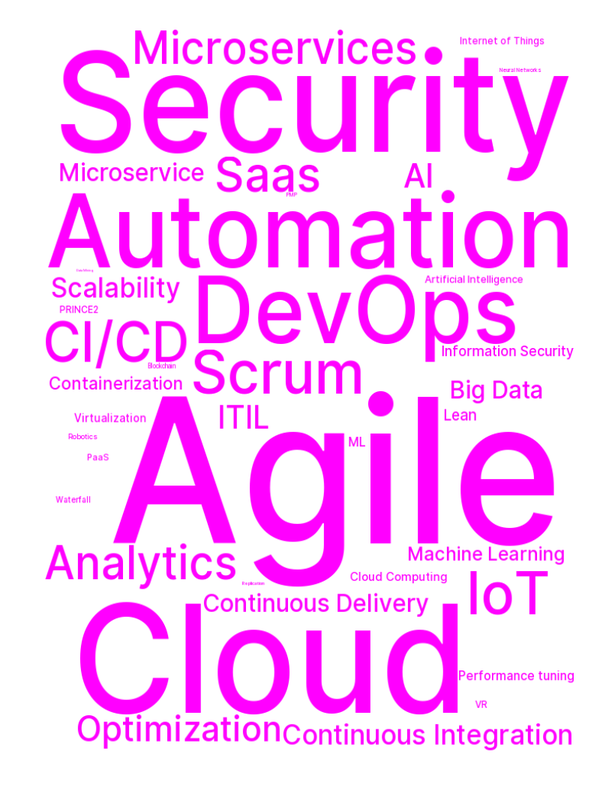 Microservices
Internet of Things
Security
Neural Networks
Microservice
Saas
AI
Automation
Scalability
Artificial Intelligence
DevOps
PRINCE2
CI/CD
Information Security
Blockchain
Scrum
Containerization
Big Data
ITIL
Lean
Virtualization
Agile
Robotics
ML
PaaS
Waterfall
Analytics
Machine Learning
Cloud Computing
IoT
Continuous Delivery
Cloud
Performance tuning
VR
Optimization
Continuous Integration